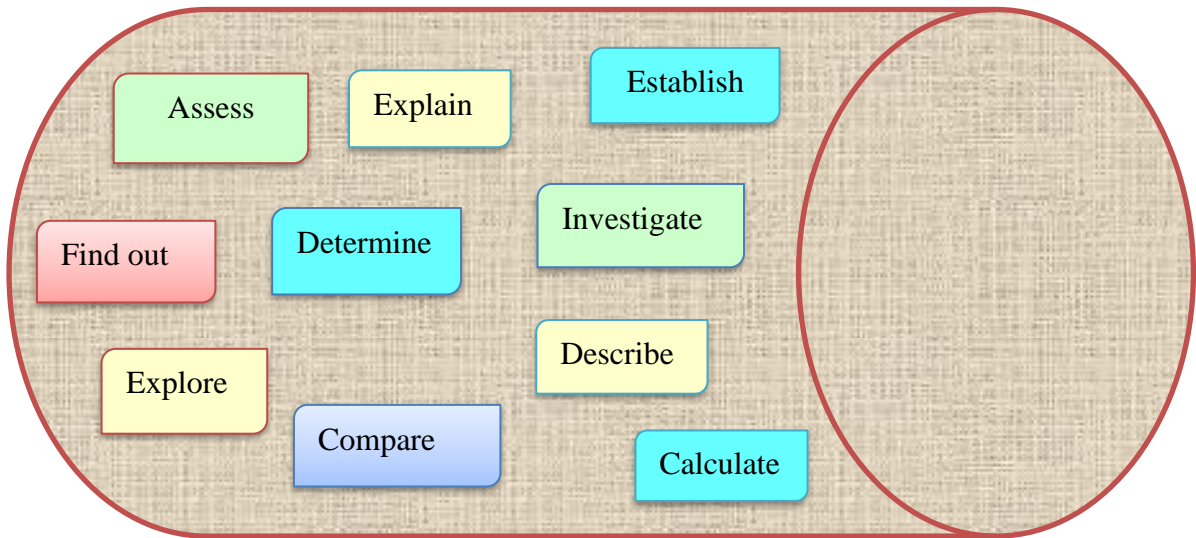 Assess
Explain
Establish
Find out
Determine
Investigate
Explore
Describe
Compare
Calculate